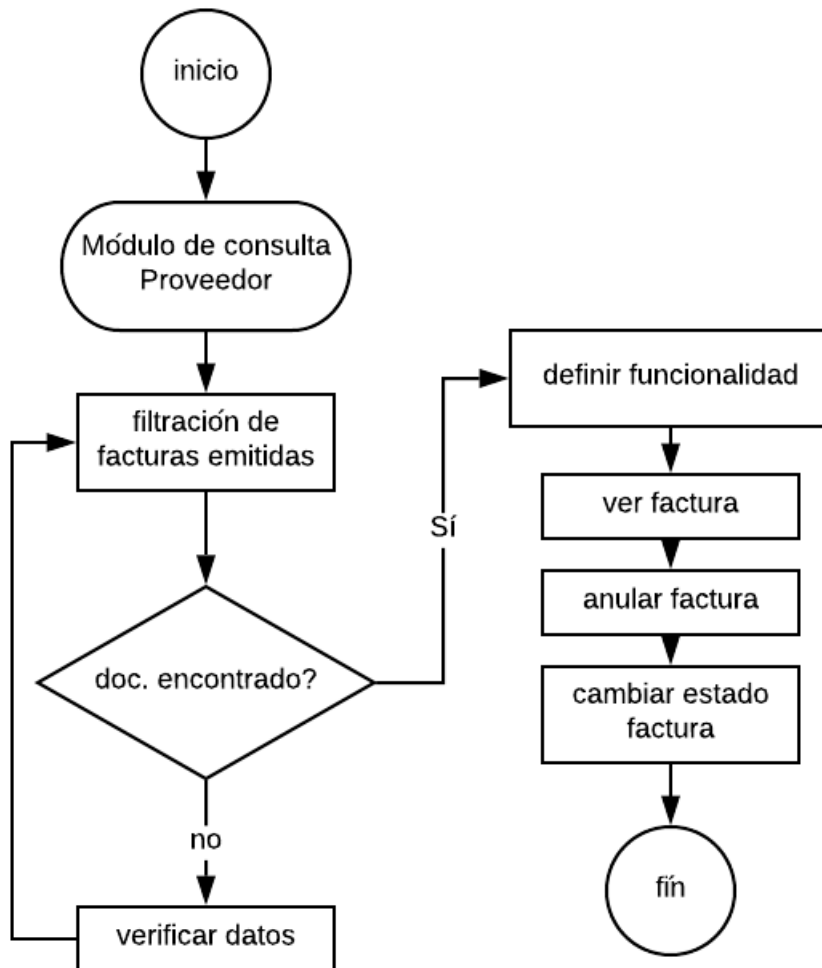 inicio
Módulo de consulta
Proveedor
filtración de
facturas emitidas
doc. encontrado?
no
verificar datos
Sí
definir funcionalidad
ver factura
anular factura
cambiar estado
factura
fín